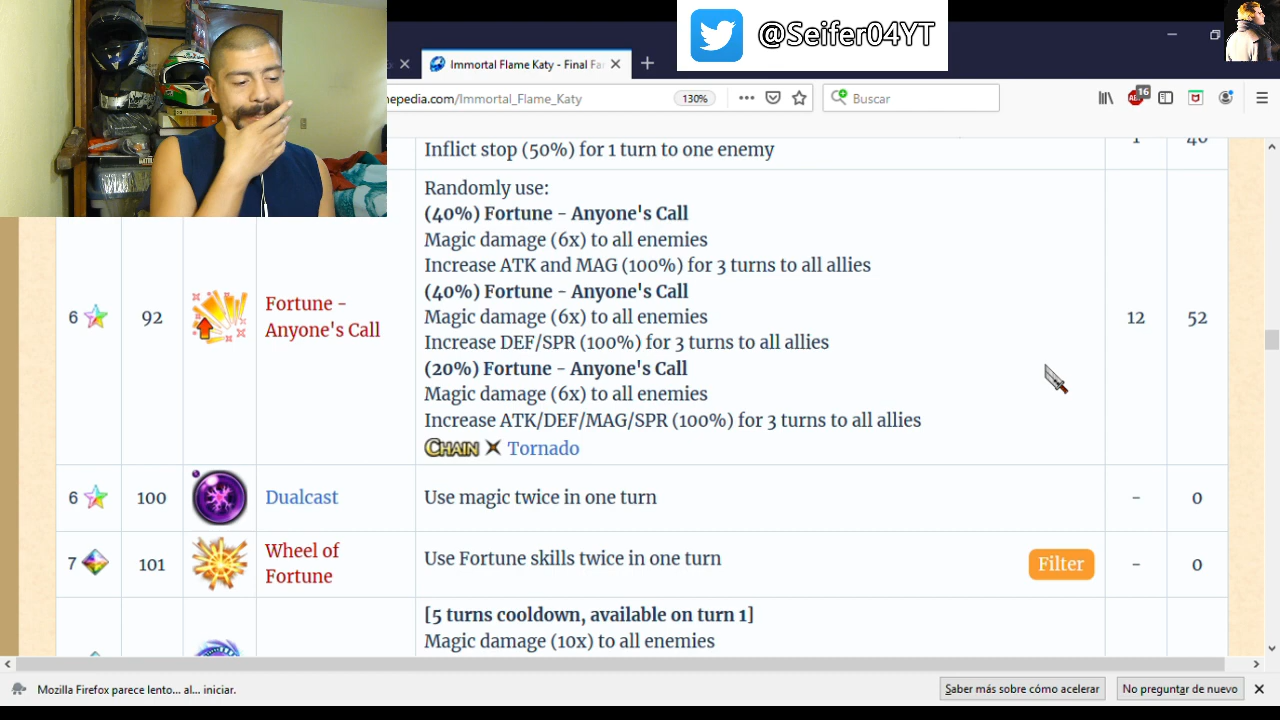 @Seifer04YT
Immortal Flame Katy - Final Fa
nepedia.com/Immortal_Flame_Katy
130%
Buscar
16
Inflict stop (50%) for 1 turn to one enemy
Randomly use:
(40%) Fortune - Anyone's Call
Magic damage (6x) to all enemies
Increase ATK and MAG (100%) for 3 turns to all allies
(40%) Fortune - Anyone's Call
Magic damage (6x) to all enemies
Increase DEF/SPR (100%) for 3 turns to all allies
(20%) Fortune - Anyone's Call
Magic damage (6x) to all enemies
Increase ATK/DEF/MAG/SPR (100%) for 3 turns to all allies
CHAIN Tornado
6 92 Fortune -
Anyone's Call
12 52
6 100 Dualcast Use magic twice in one turn - 0
7 101 Wheel of
Fortune
Use Fortune skills twice in one turn Filter - 0
[5 turns cooldown, available on turn 1]
Magic damage (10x) to all enemies
Mozilla Firefox parece lento... al... iniciar.
Saber más sobre cómo acelerar
No preguntar de nuevo